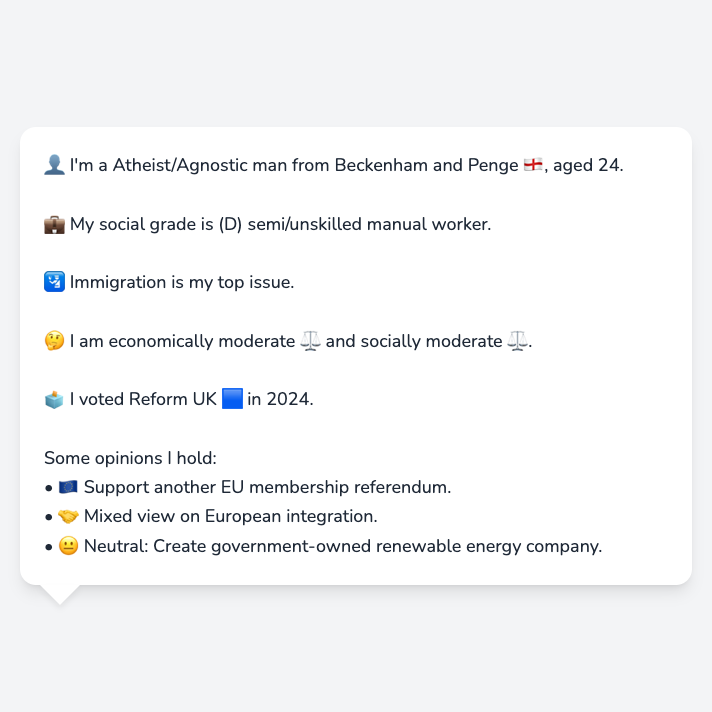 👤 I'm a Atheist/Agnostic man from Beckenham and Penge 🏴󠁧󠁢󠁥󠁮󠁧󠁿, aged 24.
💼 My social grade is (D) semi/unskilled manual worker.
🛂 Immigration is my top issue.
🤔 I am economically moderate ⚖️ and socially moderate ⚖️.
🗳️ I voted Reform UK 🟦 in 2024.
Some opinions I hold:
• 🇪🇺 Support another EU membership referendum.
• 🤝 Mixed view on European integration.
• 😐 Neutral: Create government-owned renewable energy company.